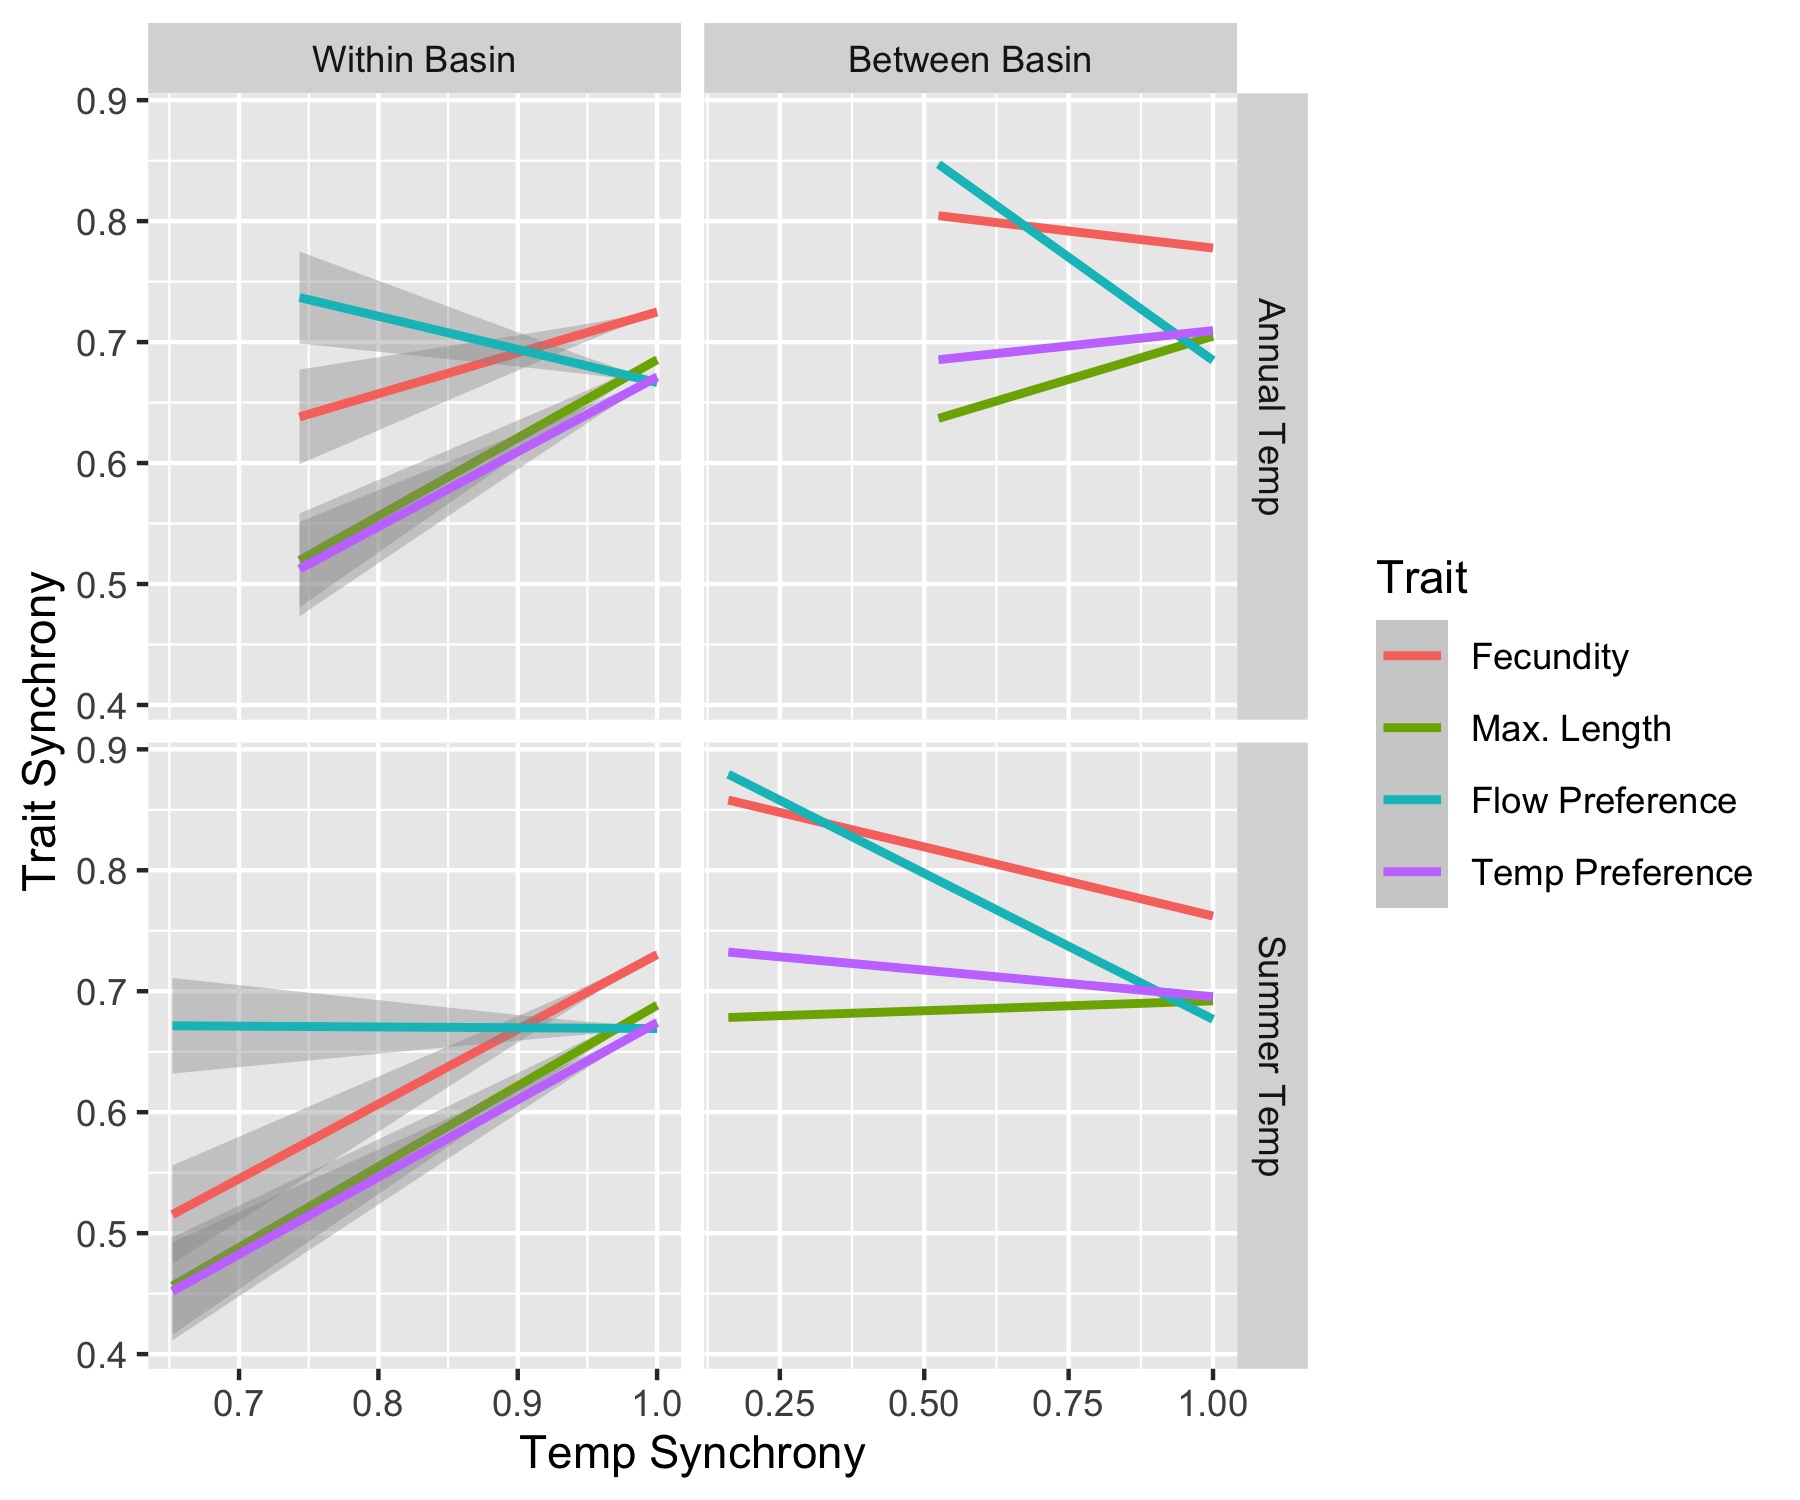 Within Basin
Between Basin
0.9
0.8
0.7
0.6
0.5
0.4
Annual Temp
0.9
0.8
0.7
0.6
0.5
0.4
Summer Temp
0.7
0.8
0.9
1.0
0.25
0.50
0.75
1.00
Temp Synchrony
Trait Synchrony
Trait
Fecundity
Max. Length
Flow Preference
Temp Preference